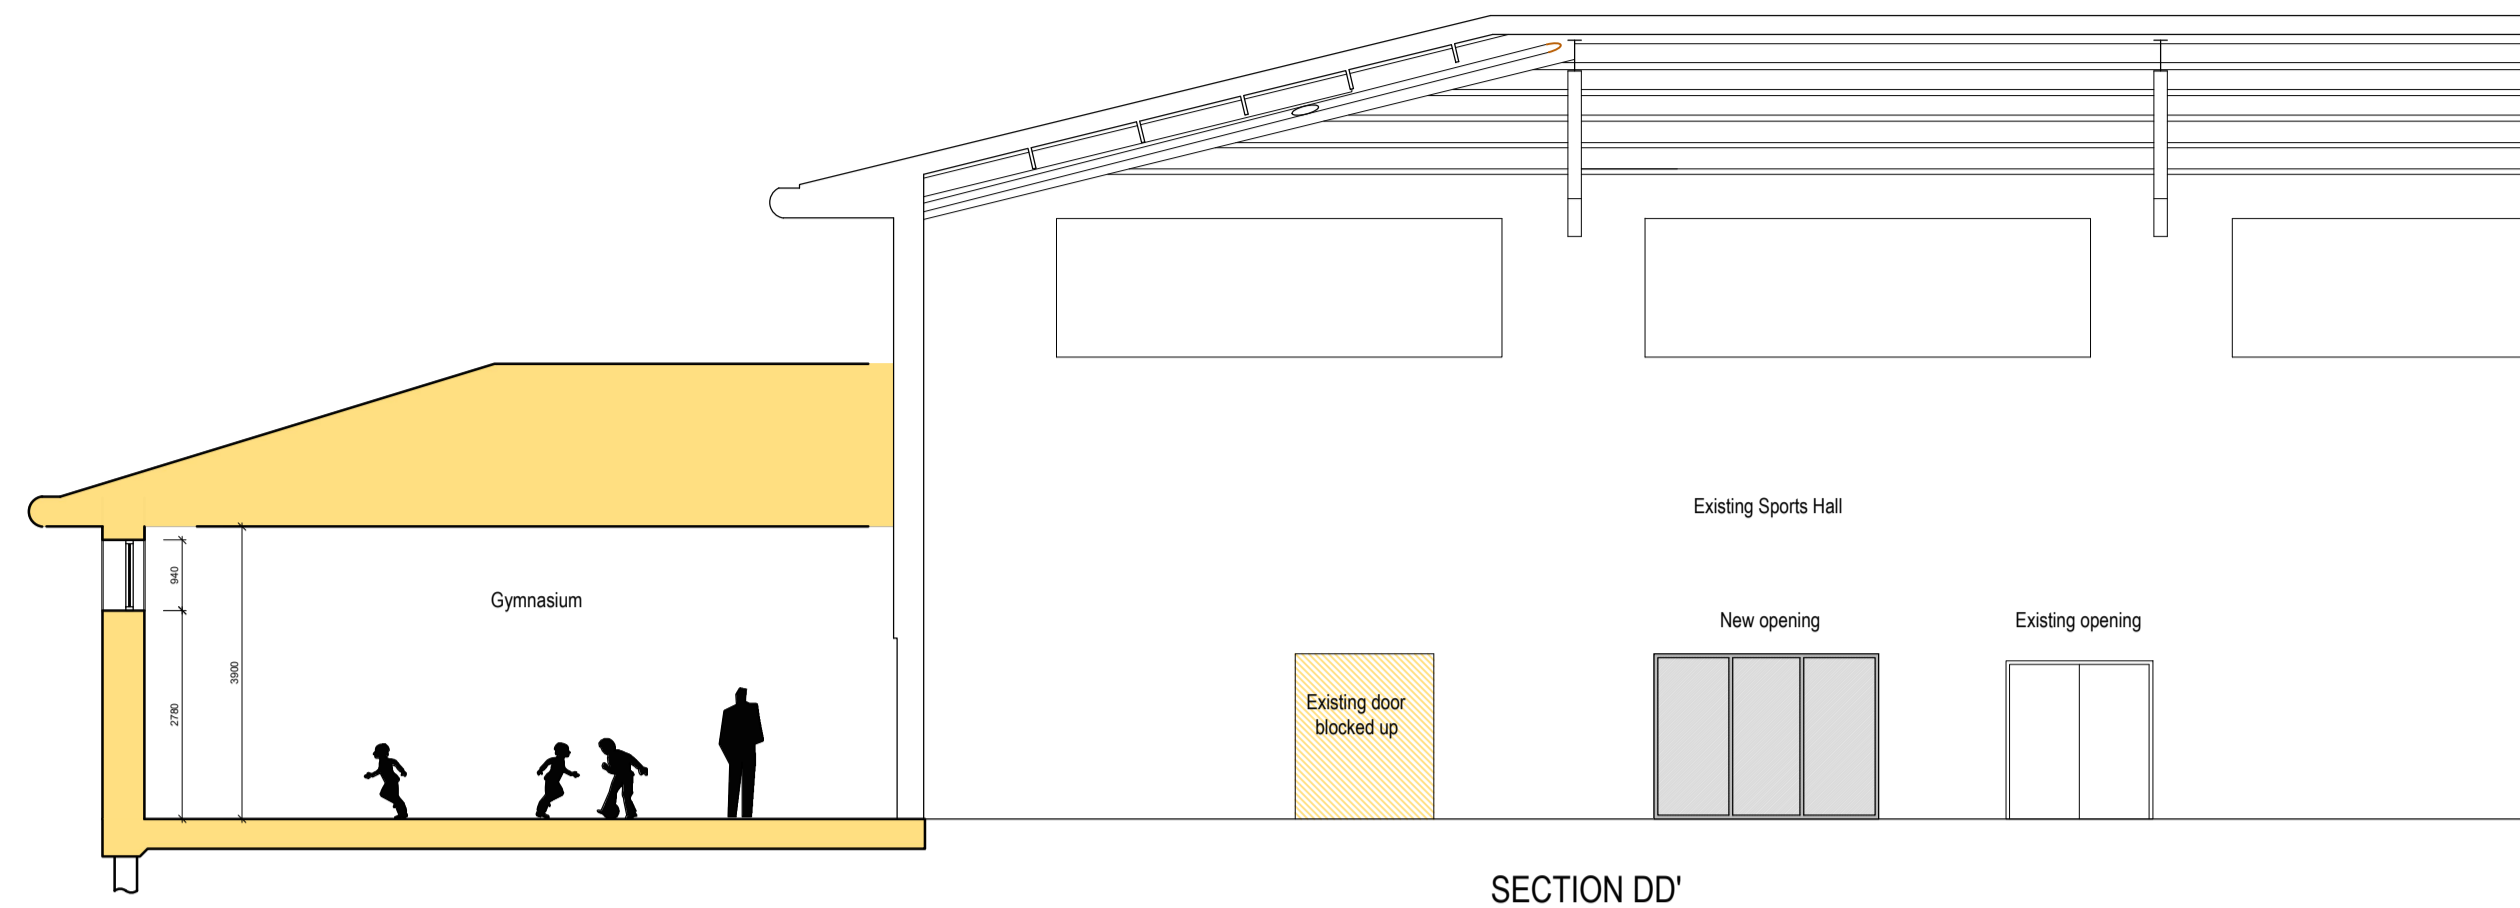 Existing Sports Hall
940
Gymnasium
New opening
Existing opening
3900
2780
Existing door
blocked up
SECTION DD'